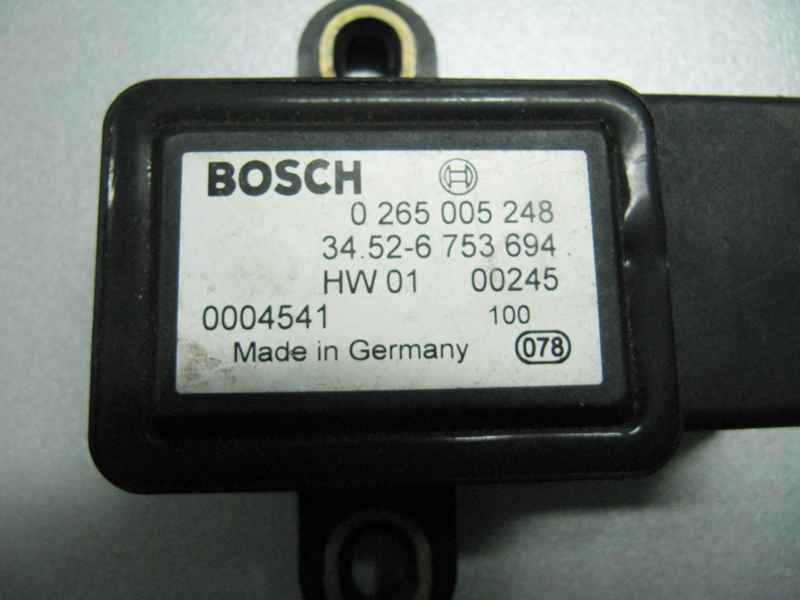 BOSCH
0 265 005 248
34.52-6 753 694
HW 01 00245
0004541 100
Made in Germany 078